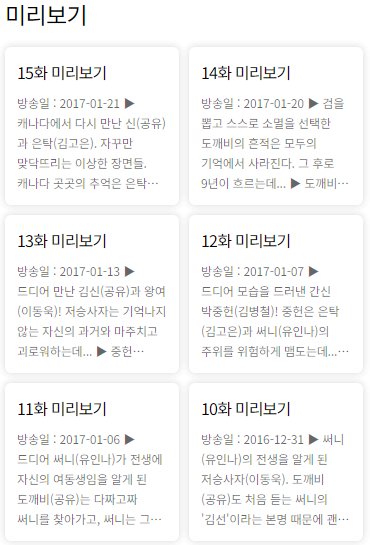 미리보기
15화 미리보기
방송일 : 2017-01-21 ▶
캐나다에서 다시 만난 신(공유)
과 은탁(김고은). 자꾸만
맞닥뜨리는 이상한 장면들.
캐나다 곳곳의 추억은 은탁…
14화 미리보기
방송일 : 2017-01-20 ▶ 검을
뽑고 스스로 소멸을 선택한
도깨비의 흔적은 모두의
기억에서 사라진다. 그 후로
9년이 흐르는데... ▶ 도깨비…
13화 미리보기
방송일 : 2017-01-13 ▶
드디어 만난 김신(공유)과 왕여
(이동욱)! 저승사자는 기억나지
않는 자신의 과거와 마주치고
괴로워하는데... ▶ 중헌…
12화 미리보기
방송일 : 2017-01-07 ▶
드디어 모습을 드러낸 간신
박중헌(김병철)! 중헌은 은탁
(김고은)과 써니(유인나)의
주위를 위험하게 맴도는데...…
11화 미리보기
방송일 : 2017-01-06 ▶
드디어 써니(유인나)가 전생에
자신의 여동생임을 알게 된
도깨비(공유)는 다짜고짜
써니를 찾아가고, 써니는 그…
10화 미리보기
방송일 : 2016-12-31 ▶ 써니
(유인나)의 전생을 알게 된
저승사자(이동욱). 도깨비
(공유)도 처음 듣는 써니의
'김선'이라는 본명 때문에 괜…